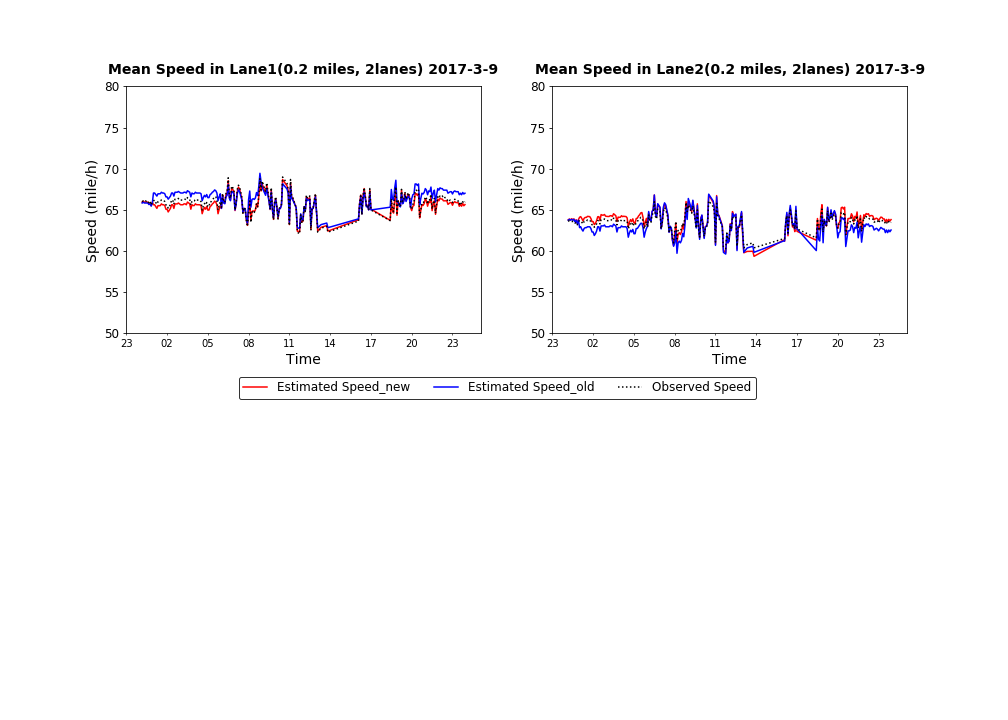 Mean Speed in Lane1(0.2 miles, 2lanes) 2017-3-9
80
75
70
65
60
55
50
Speed (mile/h)
23 02 05 08 11 14 17 20 23
Time
Mean Speed in Lane2(0.2 miles, 2lanes) 2017-3-9
80
75
70
65
60
55
50
Speed (mile/h)
23 02 05 08 11 14 17 20 23
Time
Estimated Speed_new Estimated Speed_old Observed Speed